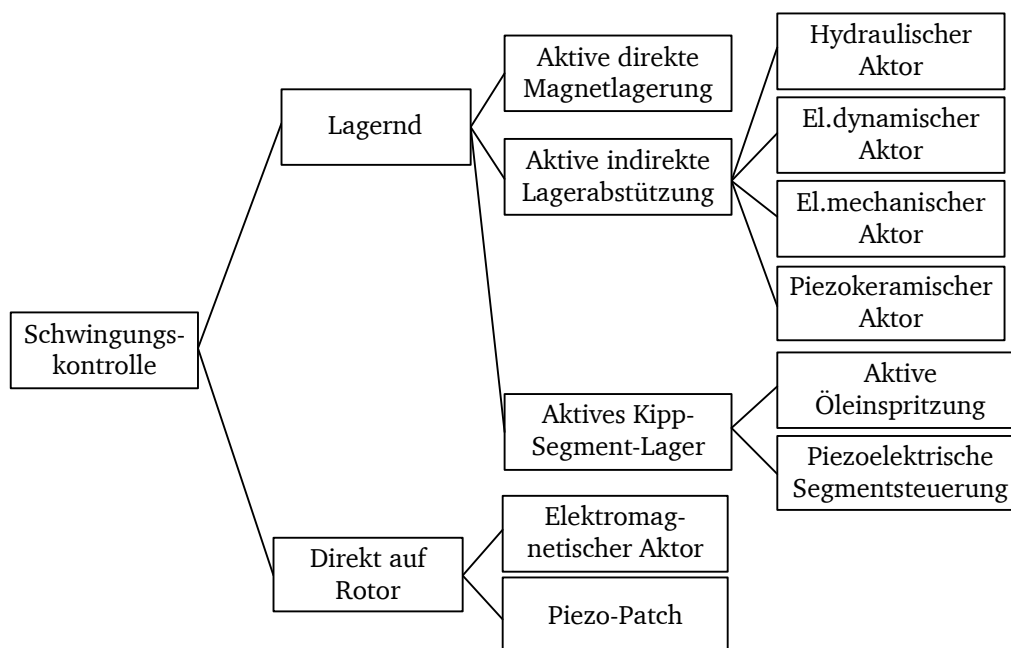 Schwingungs-
kontrolle
Lagernd
Aktive direkte
Magnetlagerung
Aktive indirekte
Lagerabstützung
Hydraulischer
Aktor
El.dynamischer
Aktor
El.mechanischer
Aktor
Piezokeramischer
Aktor
Aktives Kipp-
Segment-Lager
Aktive
Öleinspritzung
Piezoelektrische
Segmentsteuerung
Direkt auf
Rotor
Elektromag-
netischer Aktor
Piezo-Patch